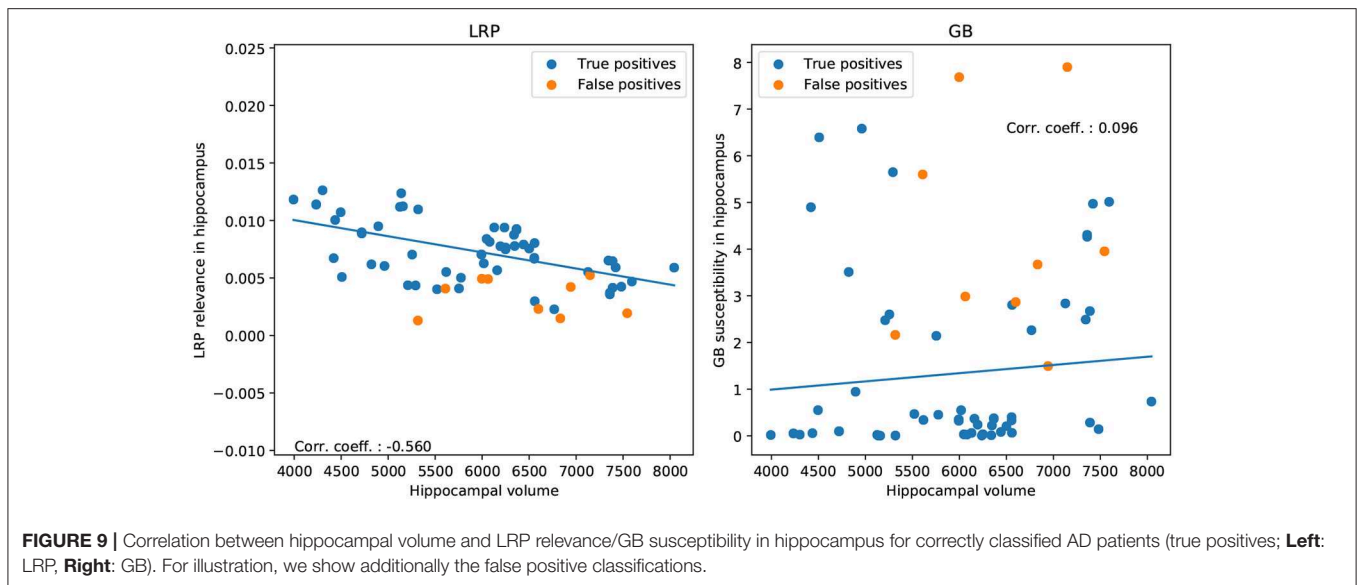 LRP
0.025
0.020
0.015
0.010
0.005
0.000
−0.005
−0.010
LRP relevance in hippocampus
True positives
False positives
Corr. coeff. : -0.560
4000 4500 5000 5500 6000 6500 7000 7500 8000
Hippocampal volume
GB
8
7
6
5
4
3
2
1
0
GB susceptibility in hippocampus
True positives
False positives
Corr. coeff. : 0.096
4000 4500 5000 5500 6000 6500 7000 7500 8000
Hippocampal volume
FIGURE 9 | Correlation between hippocampal volume and LRP relevance/GB susceptibility in hippocampus for correctly classified AD patients (true positives; Left:
LRP, Right: GB). For illustration, we show additionally the false positive classifications.